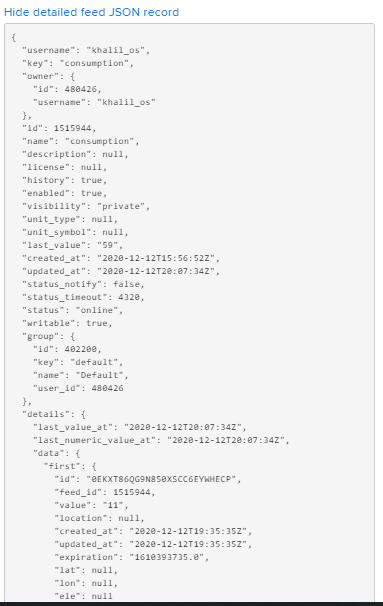 Hide detailed feed JSON record
{
"username": "khalil_os",
"key": "consumption",
"owner": {
"id": 480426,
"username": "khalil_os"
},
"id": 1515944,
"name": "consumption",
"description": null,
"license": null,
"history": true,
"enabled": true,
"visibility": "private",
"unit_type": null,
"unit_symbol": null,
"last_value": "59",
"created_at": "2020-12-12T15:56:52Z",
"updated_at": "2020-12-12T20:07:34Z",
"status_notify": false,
"status_timeout": 4320,
"status": "online",
"writable": true,
"group": {
"id": 402200,
"key": "default",
"name": "Default",
"user_id": 480426
},
"details": {
"last_value_at": "2020-12-12T20:07:34Z",
"last_numeric_value_at": "2020-12-12T20:07:34Z",
"data": {
"first": {
"id": "0EKXT86QG9N850XSCC6EYWHECP",
"feed_id": 1515944,
"value": "11",
"location": null,
"created_at": "2020-12-12T19:35:35Z",
"updated_at": "2020-12-12T19:35:35Z",
"expiration": "1610393735.0",
"lat": null,
"lon": null,
"ele": null